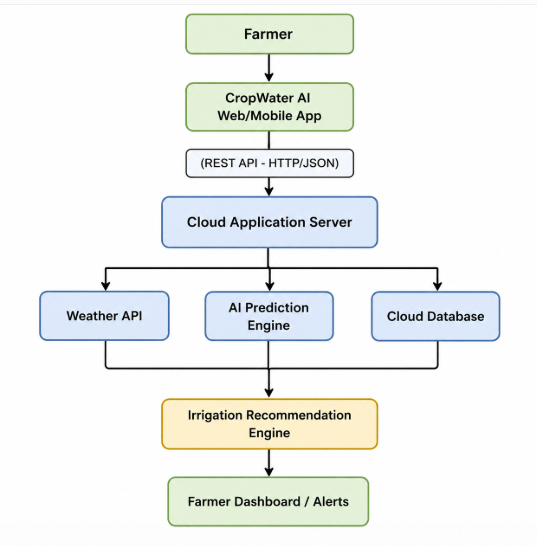 Farmer
CropWater AI
Web/Mobile App
(REST API - HTTP/JSON)
Cloud Application Server
Weather API
AI Prediction
Engine
Cloud Database
Irrigation Recommendation
Engine
Farmer Dashboard / Alerts